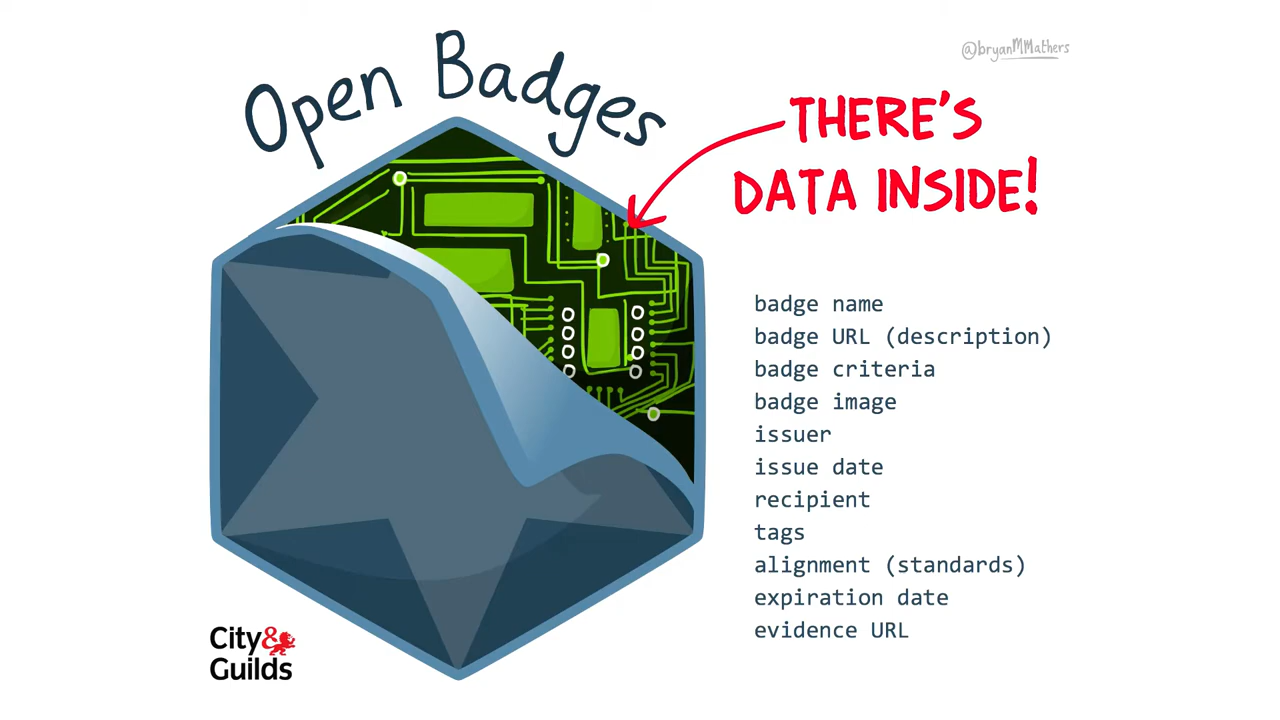 @bryanMMathers
Open Badges
THERE'S
DATA INSIDE!
badge name
badge URL (description)
badge criteria
badge image
issuer
issue date
recipient
tags
alignment (standards)
expiration date
evidence URL
City&
Guilds